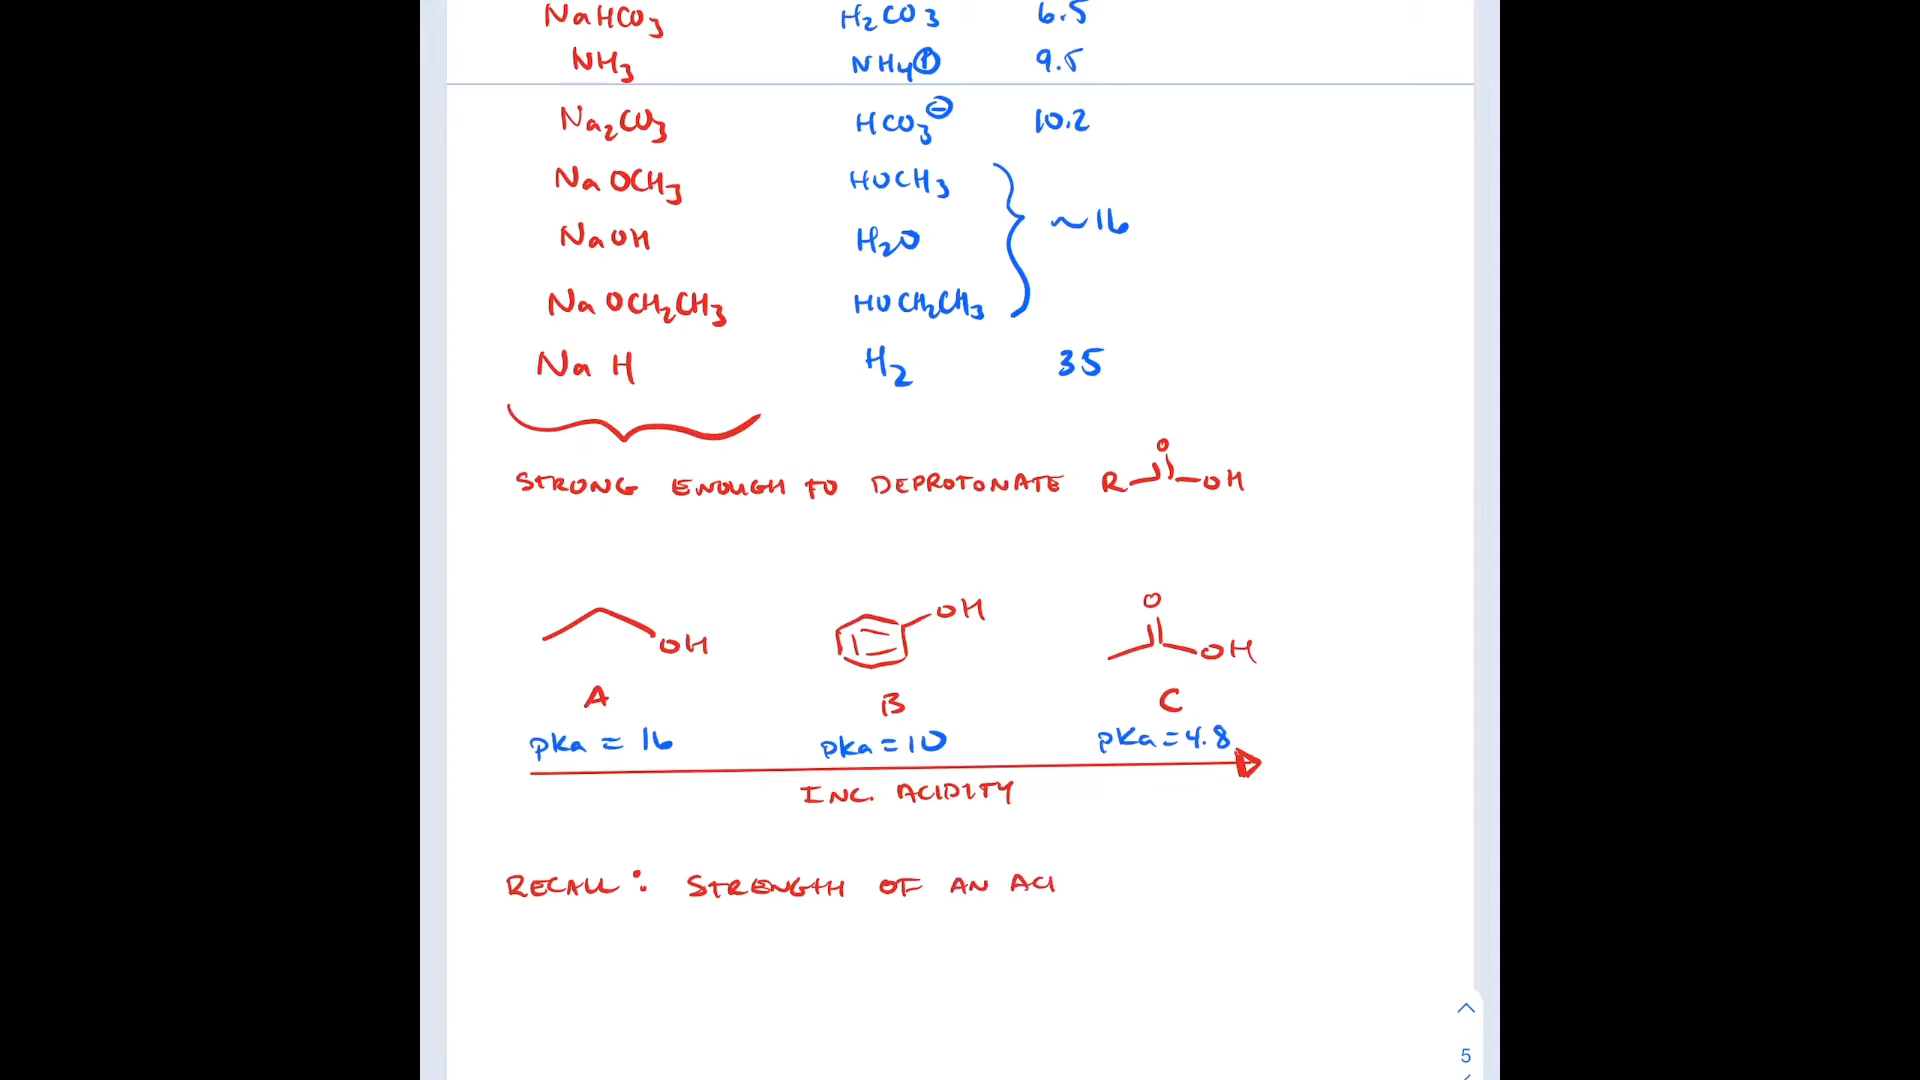 NaHCO3 H2CO3 6.5
NH3 NH4⊕ 9.5
Na2CO3 HCO3⊖ 10.2
NaOCH3 HOCH3
~16
NaOH H2O
NaOCH2CH3 HOCH2CH3
NaH H2 35
STRONG ENOUGH TO DEPROTONATE R O OH
OH OH O OH
A B C
pKa = 16 pKa = 10 pKa = 4.8
INC. ACIDITY
RECALL: STRENGTH OF AN ACI
5